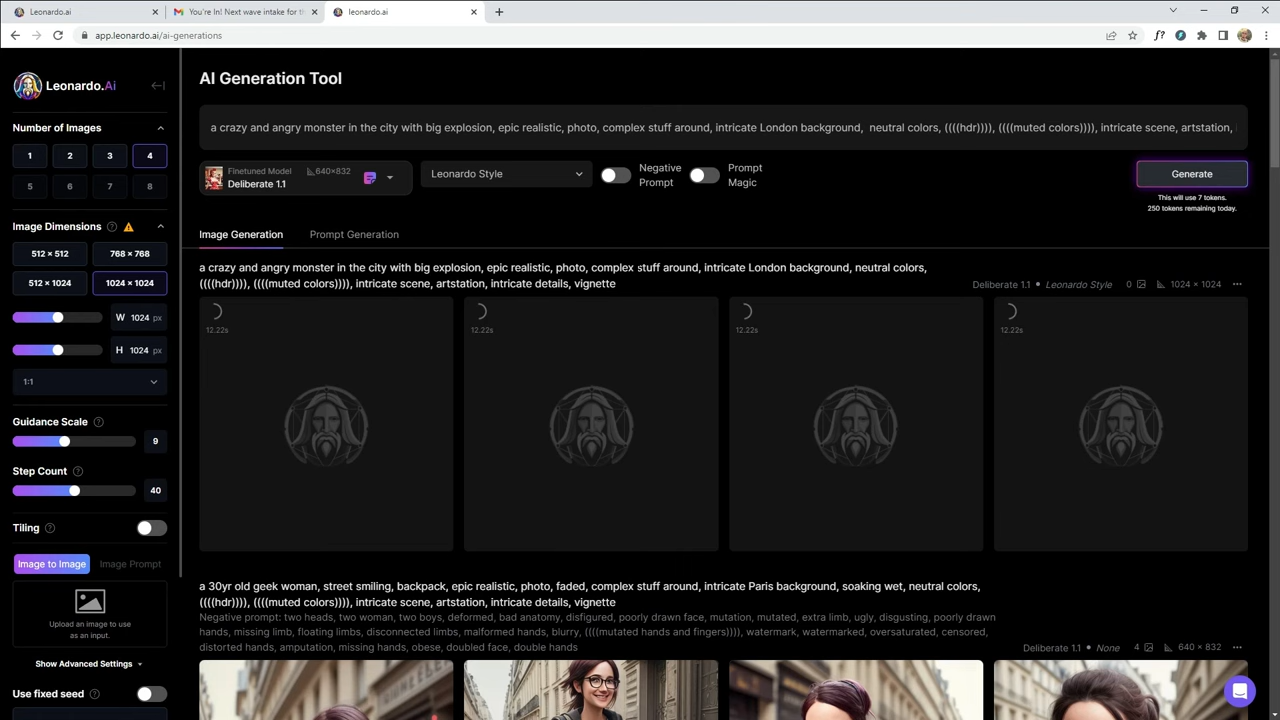 Leonardo.ai
You're In! Next wave intake for th
leonardo.ai
app.leonardo.ai/ai-generations
Leonardo.Ai
Number of Images
1
2
3
4
5
6
7
8
Image Dimensions
512 × 512
768 × 768
512 × 1024
1024 × 1024
W 1024 px
H 1024 px
1:1
Guidance Scale
9
Step Count
40
Tiling
Image to Image
Image Prompt
Upload an image to use
as an input.
Show Advanced Settings
Use fixed seed
AI Generation Tool
a crazy and angry monster in the city with big explosion, epic realistic, photo, complex stuff around, intricate London background, neutral colors, ((((hdr)))), ((((muted colors)))), intricate scene, artstation,
Finetuned Model
640×832
Deliberate 1.1
Leonardo Style
Negative
Prompt
Prompt
Magic
Generate
This will use 7 tokens.
250 tokens remaining today.
Image Generation
Prompt Generation
a crazy and angry monster in the city with big explosion, epic realistic, photo, complex stuff around, intricate London background, neutral colors,
((((hdr)))), ((((muted colors)))), intricate scene, artstation, intricate details, vignette
Deliberate 1.1 • Leonardo Style 0 1024 × 1024
12.22s
12.22s
12.22s
12.22s
a 30yr old geek woman, street smiling, backpack, epic realistic, photo, faded, complex stuff around, intricate Paris background, soaking wet, neutral colors,
((((hdr)))), ((((muted colors)))), intricate scene, artstation, intricate details, vignette
Negative prompt: two heads, two woman, two boys, deformed, bad anatomy, disfigured, poorly drawn face, mutation, mutated, extra limb, ugly, disgusting, poorly drawn
hands, missing limb, floating limbs, disconnected limbs, malformed hands, blurry, ((((mutated hands and fingers)))), watermark, watermarked, oversaturated, censored,
distorted hands, amputation, missing hands, obese, doubled face, double hands
Deliberate 1.1 • None 4 640 × 832